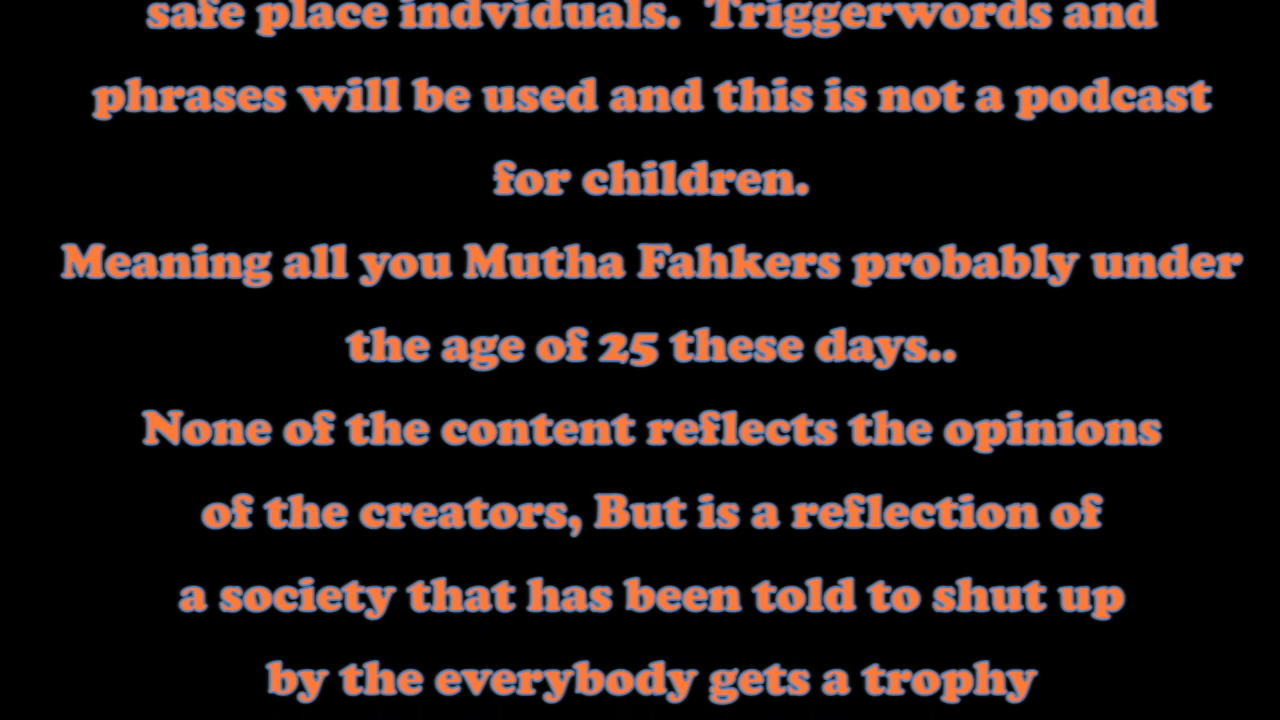 safe place indviduals. Triggerwords and
phrases will be used and this is not a podcast
for children.
Meaning all you Mutha Fahkers probably under
the age of 25 these days..
None of the content reflects the opinions
of the creators, But is a reflection of
a society that has been told to shut up
by the everybody gets a trophy